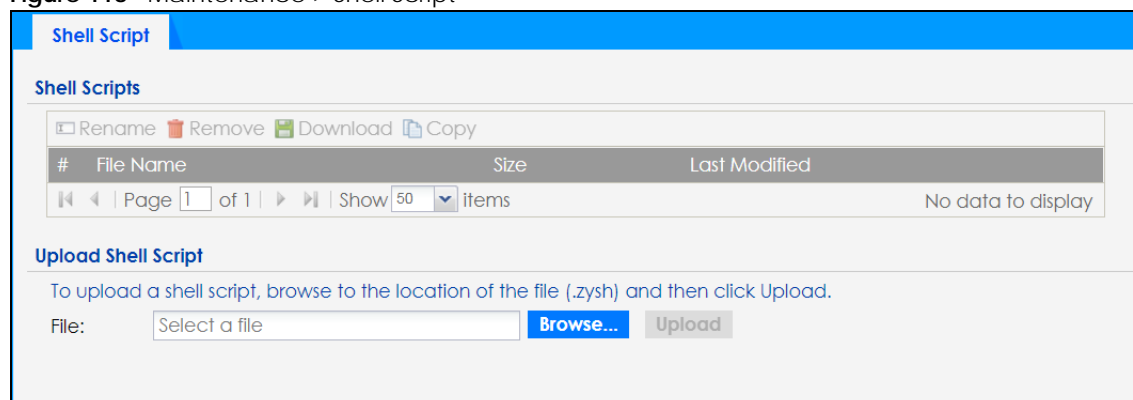 Shell Script
Shell Scripts
Rename Remove Download Copy
# File Name Size Last Modified
Page 1 of 1 Show 50 items No data to display
Upload Shell Script
To upload a shell script, browse to the location of the file (.zysh) and then click Upload.
File: Select a file Browse... Upload